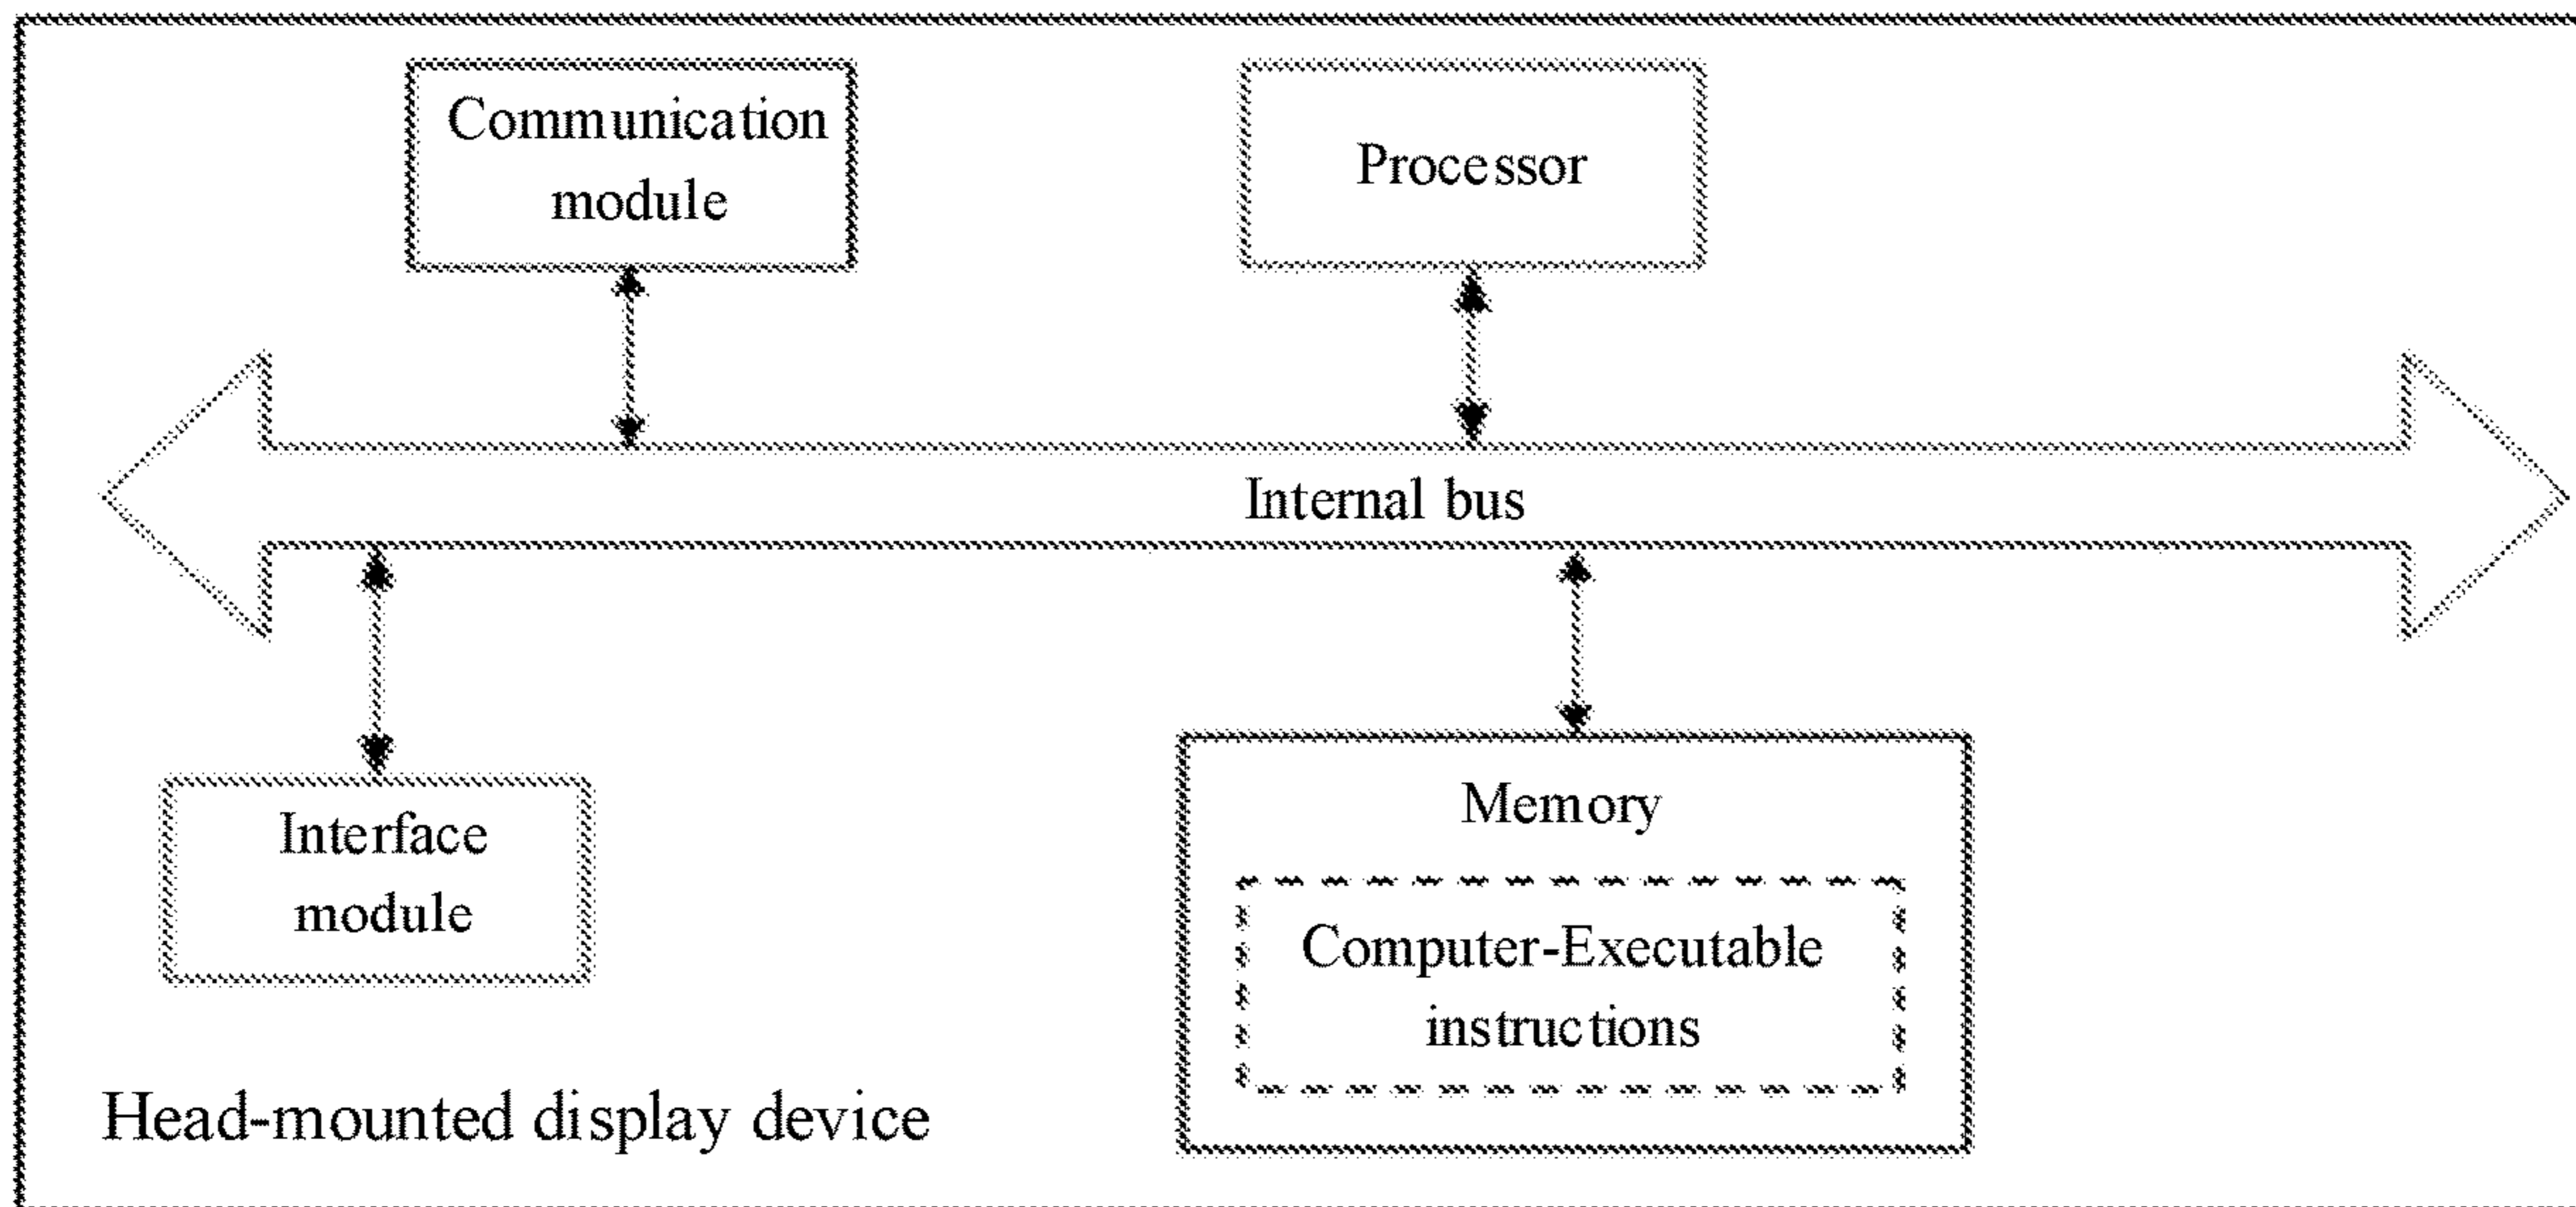 Communication
module
Processor
Internal bus
Interface
module
Memory
Computer-Executable
instructions
Head-mounted display device